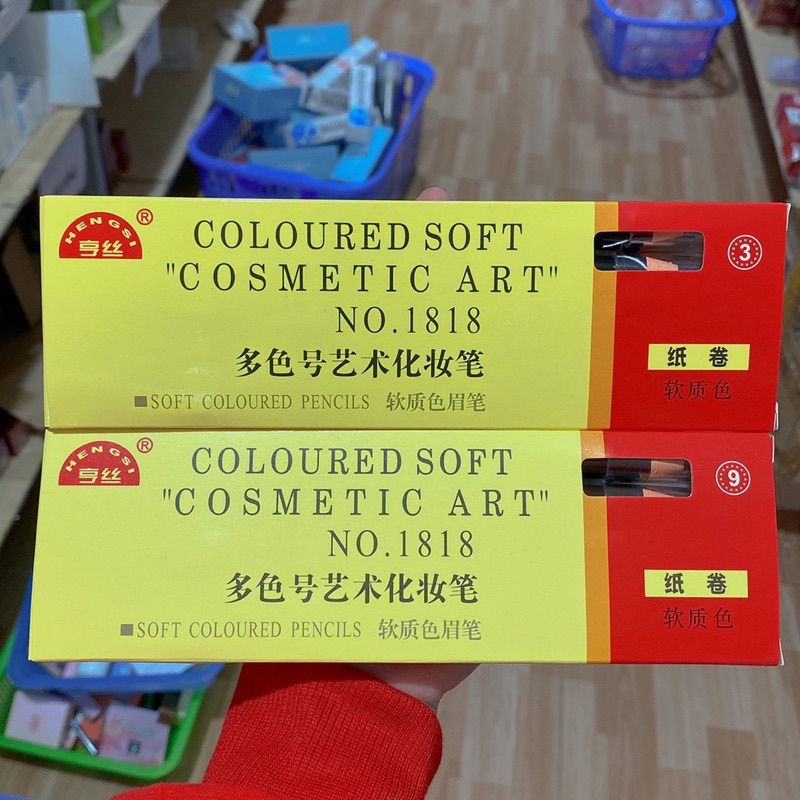 HENGSI ®
亨丝
COLOURED SOFT
"COSMETIC ART"
NO.1818
多色号艺术化妆笔
■SOFT COLOURED PENCILS 软质色眉笔
3
纸卷
软质色
HENGSI ®
亨丝
COLOURED SOFT
"COSMETIC ART"
NO.1818
多色号艺术化妆笔
■SOFT COLOURED PENCILS 软质色眉笔
9
纸卷
软质色